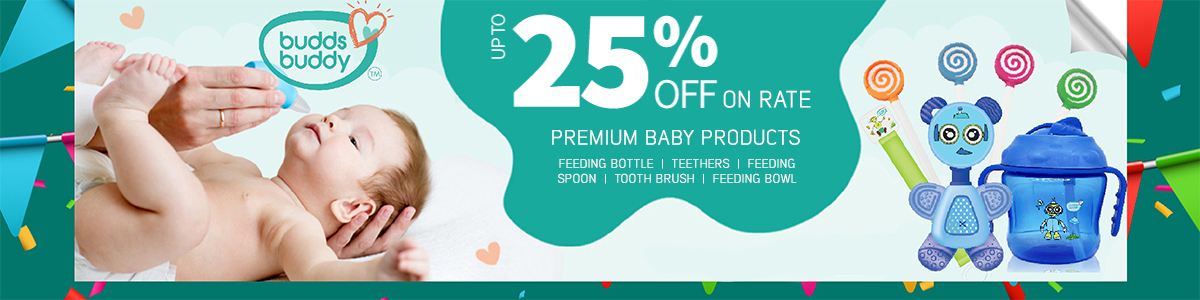 budds
buddy
TM
UP TO
25%
OFF ON RATE
PREMIUM BABY PRODUCTS
FEEDING BOTTLE | TEETHERS | FEEDING
SPOON | TOOTH BRUSH | FEEDING BOWL